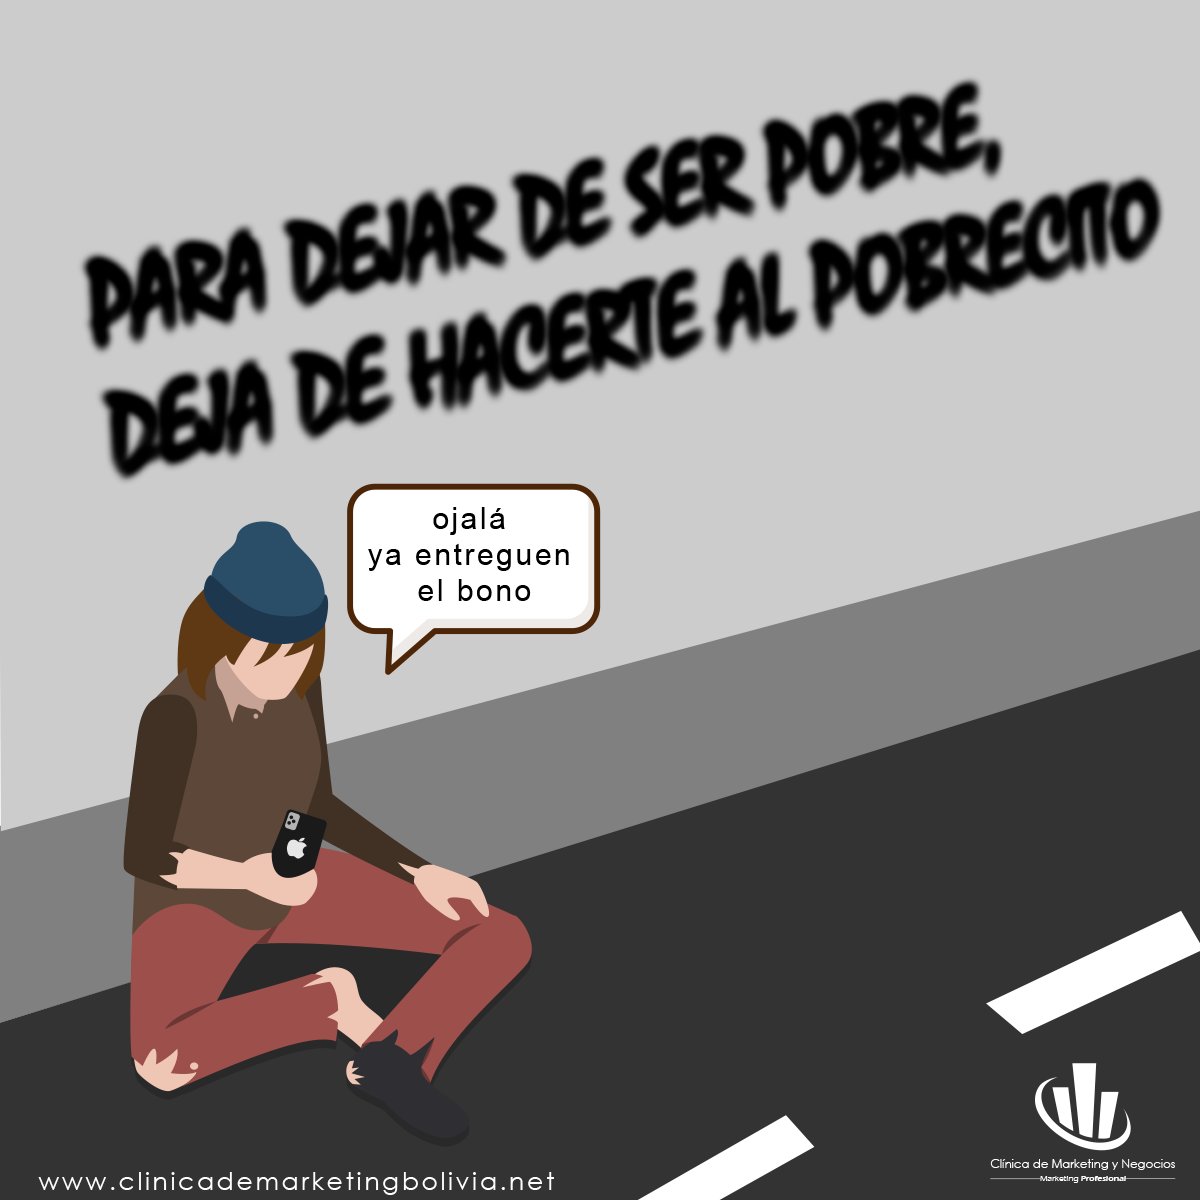 PARA DEJAR DE SER POBRE,
DEJA DE HACERTE AL POBRECITO
ojalá
ya entreguen
el bono
Clínica de Marketing y Negocios
Marketing Profesional
www.clinicademarketingbolivia.net